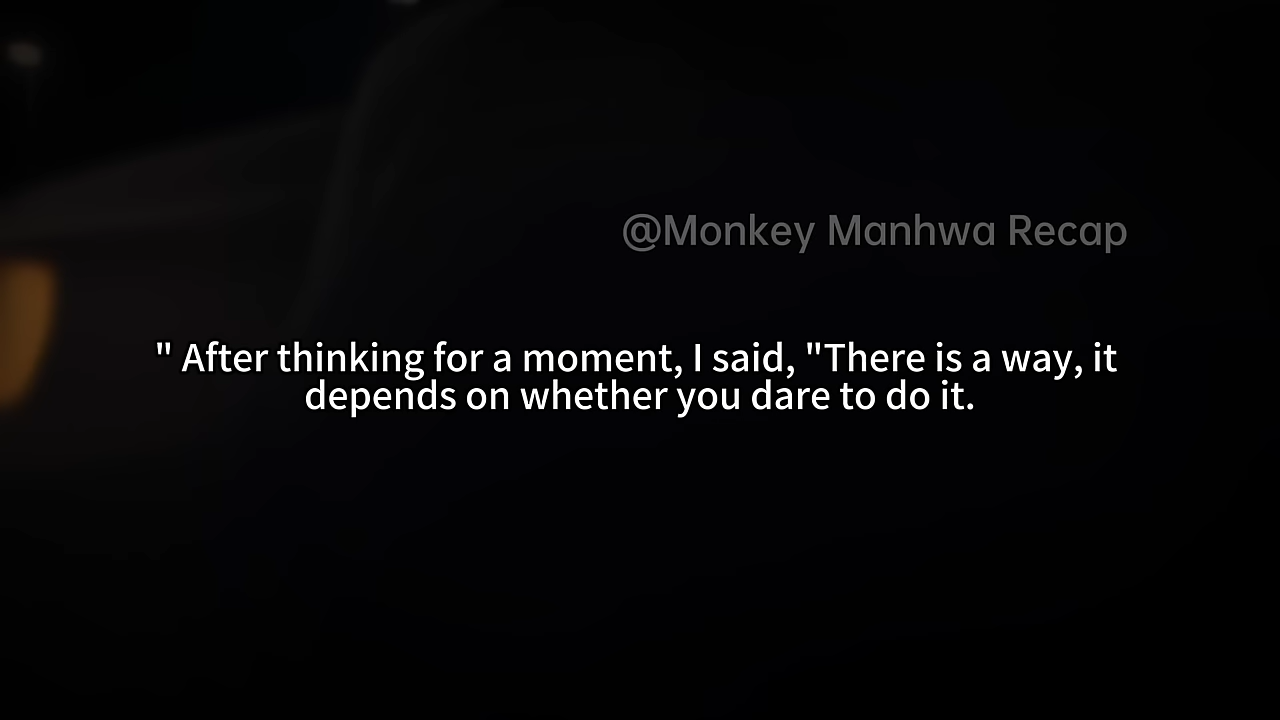 @Monkey Manhwa Recap
" After thinking for a moment, I said, "There is a way, it
depends on whether you dare to do it.